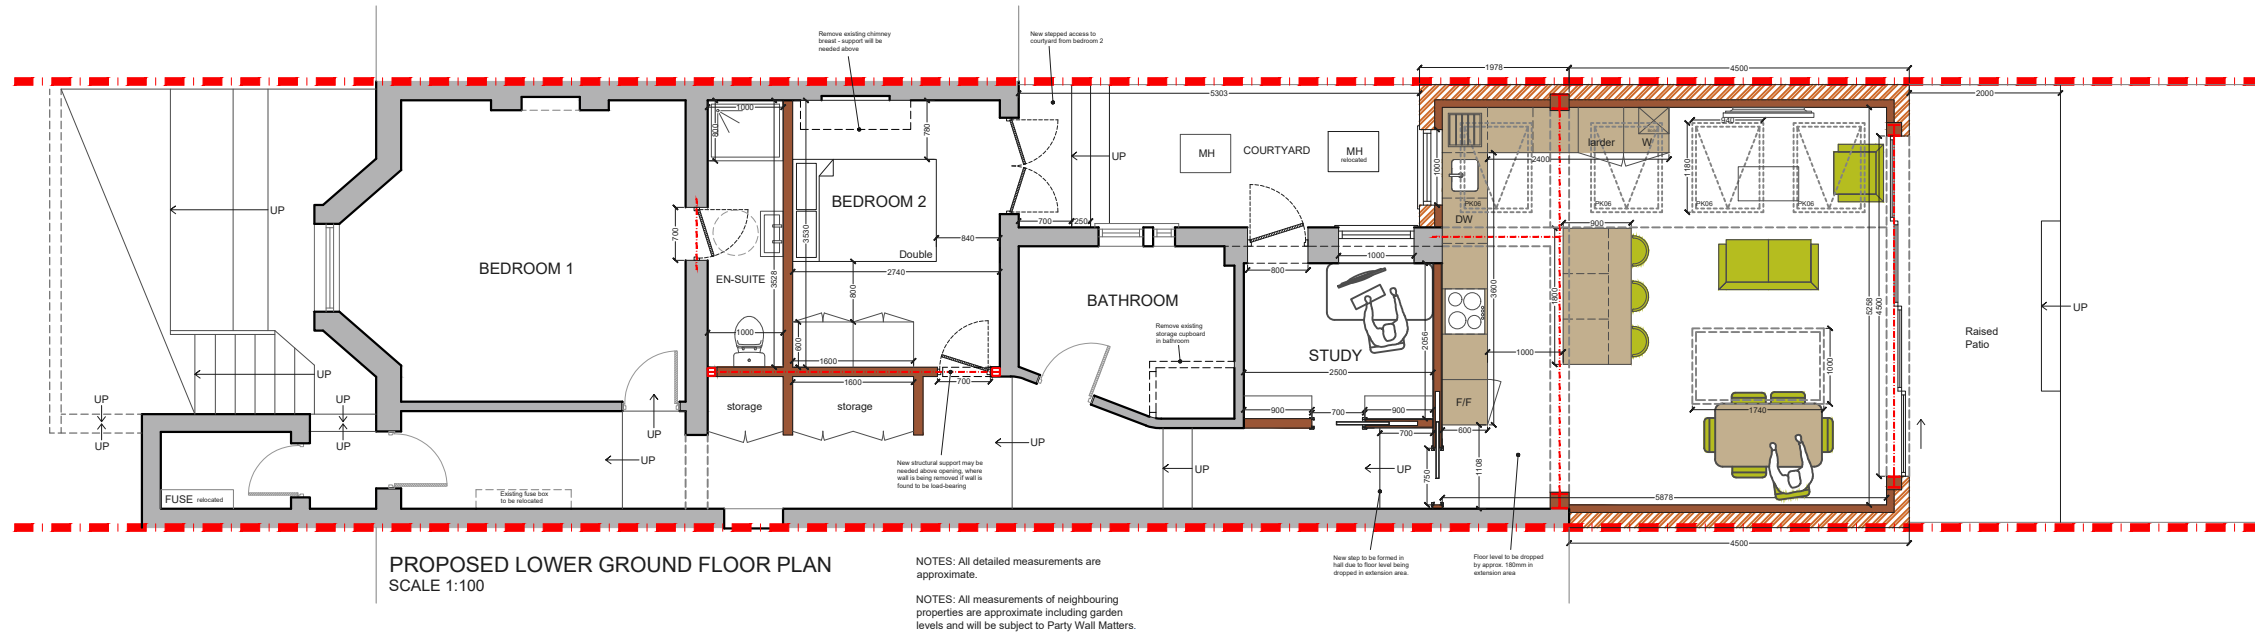 Remove existing chimney
breast - support will be
needed above
New stepped access to
courtyard from bedroom 2
1978
4500
5303
2000
1000
800
780
UP
MH
COURTYARD
MH
relocated
1000
larder
W
2400
940
1180
PK06
PK06
PK06
PK06
DW
UP
BEDROOM 1
700
EN-SUITE
3528
3530
BEDROOM 2
Double
840
2740
700
250
800
1000
900
1800
3600
1000
5258
4500
UP
BATHROOM
Remove existing
storage cupboard
in bathroom
STUDY
2056
2500
Raised
Patio
1000
800
600
1600
1600
700
storage
storage
UP
UP
UP
UP
UP
UP
900
700
900
700
F/F
600
1740
1000
UP
UP
UP
UP
UP
750
1108
FUSE relocated
Existing fuse box
to be relocated
New structural support may be
needed above opening, where
wall is being removed if wall is
found to be load-bearing
5878
4500
PROPOSED LOWER GROUND FLOOR PLAN
SCALE 1:100
NOTES: All detailed measurements are
approximate.
NOTES: All measurements of neighbouring
properties are approximate including garden
levels and will be subject to Party Wall Matters.
New step to be formed in
hall due to floor level being
dropped in extension area.
Floor level to be dropped
by approx. 180mm in
extension area